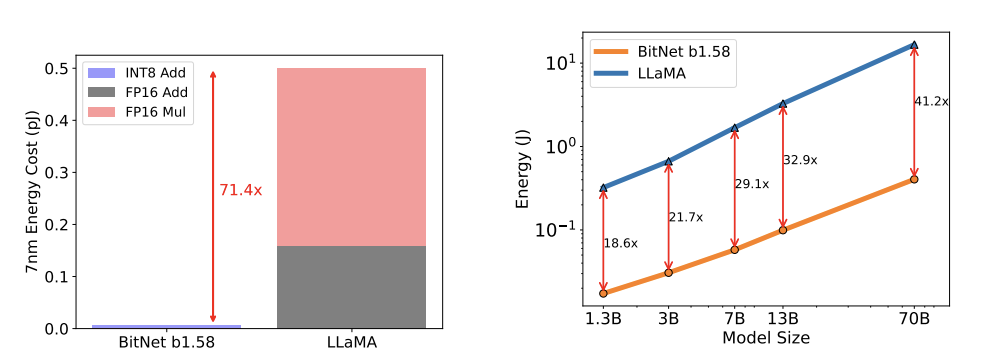 7nm Energy Cost (pJ)
0.5
0.4
0.3
0.2
0.1
0.0
INT8 Add
FP16 Add
FP16 Mul
71.4x
BitNet b1.58
LLaMA
Energy (J)
10¹
10⁰
10⁻¹
BitNet b1.58
LLaMA
18.6x
21.7x
29.1x
32.9x
41.2x
1.3B
3B
7B
13B
70B
Model Size